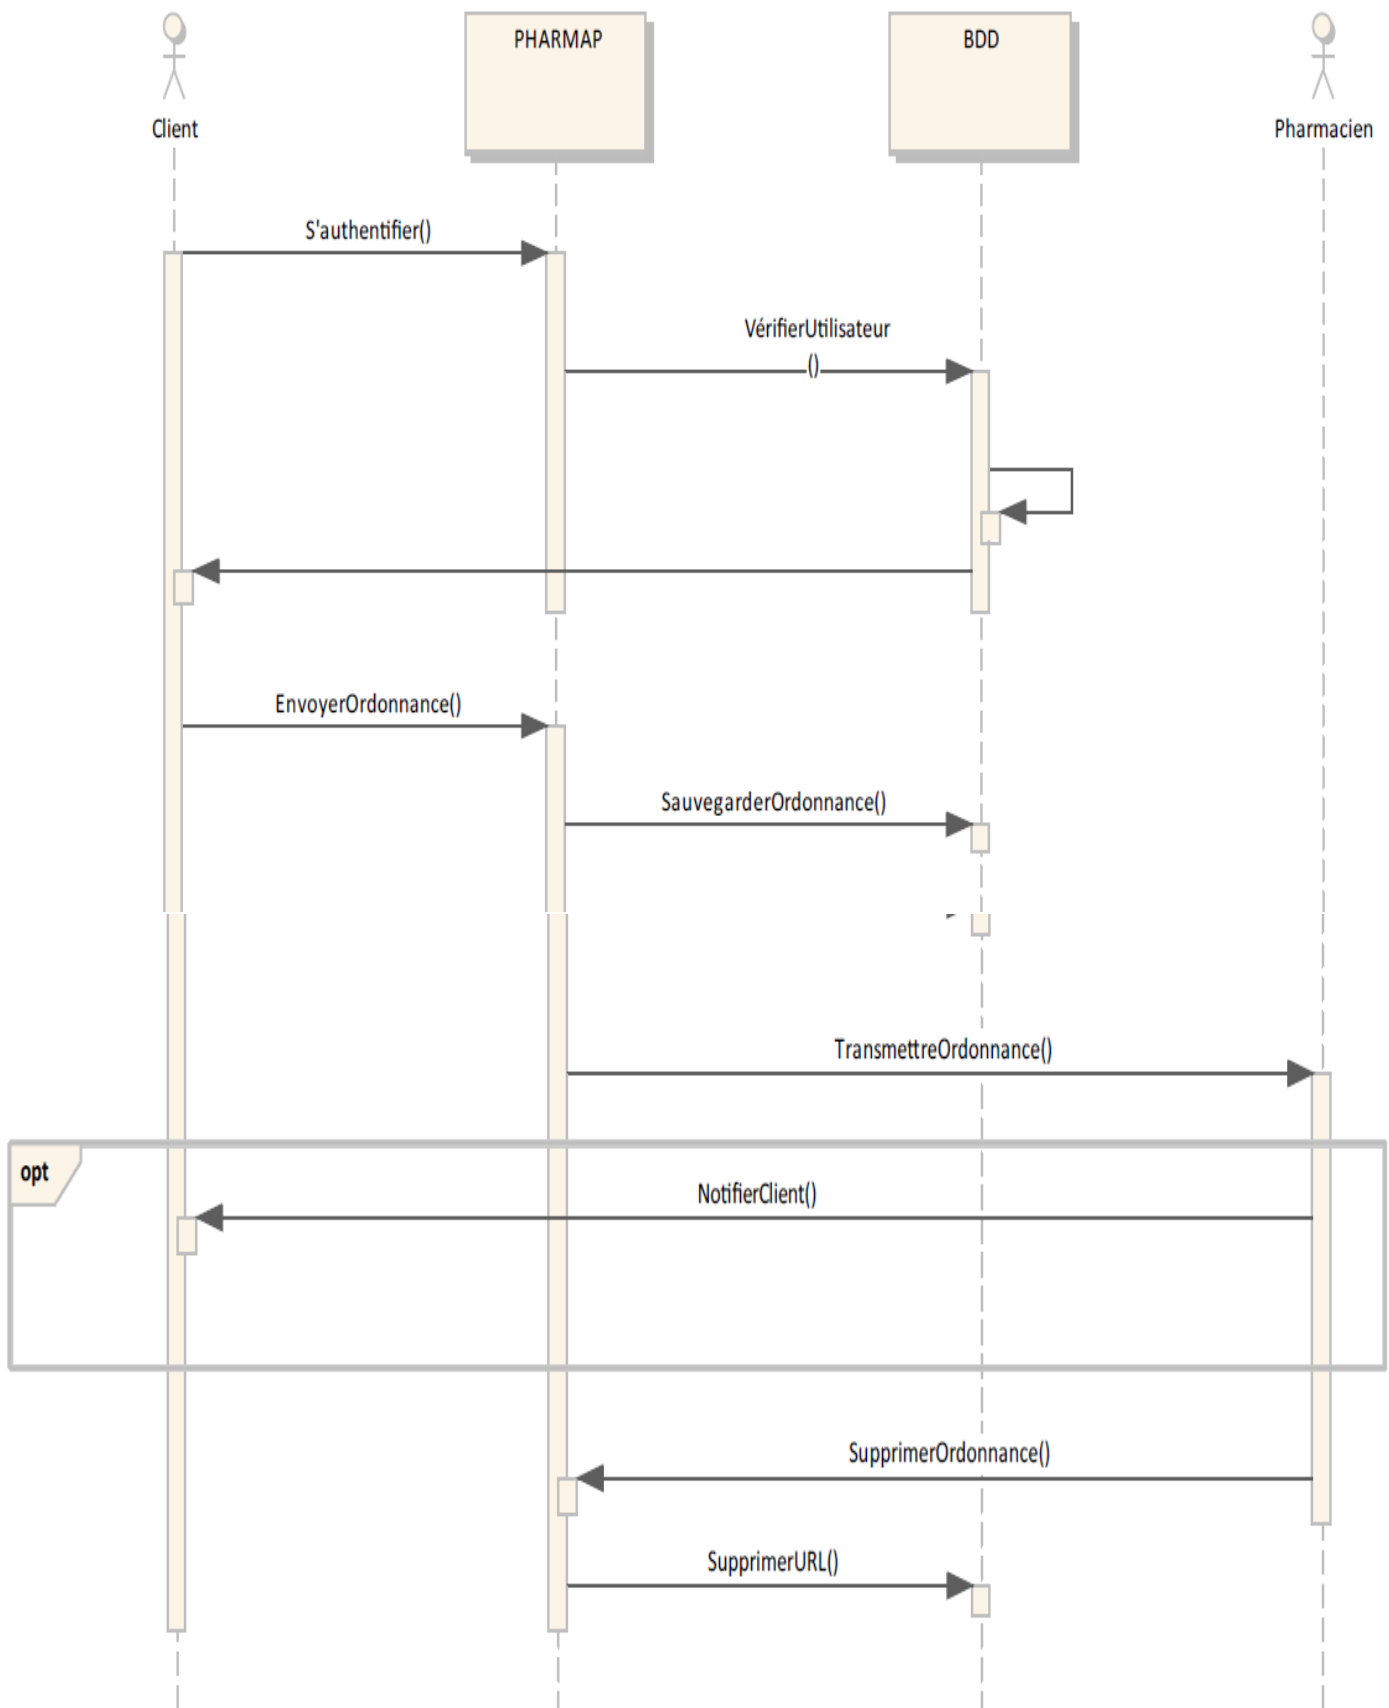 PHARMAP
BDD
Client
Pharmacien
S'authentifier()
VérifierUtilisateur
()
EnvoyerOrdonnance()
SauvegarderOrdonnance()
TransmettreOrdonnance()
opt
NotifierClient()
SupprimerOrdonnance()
SupprimerURL()